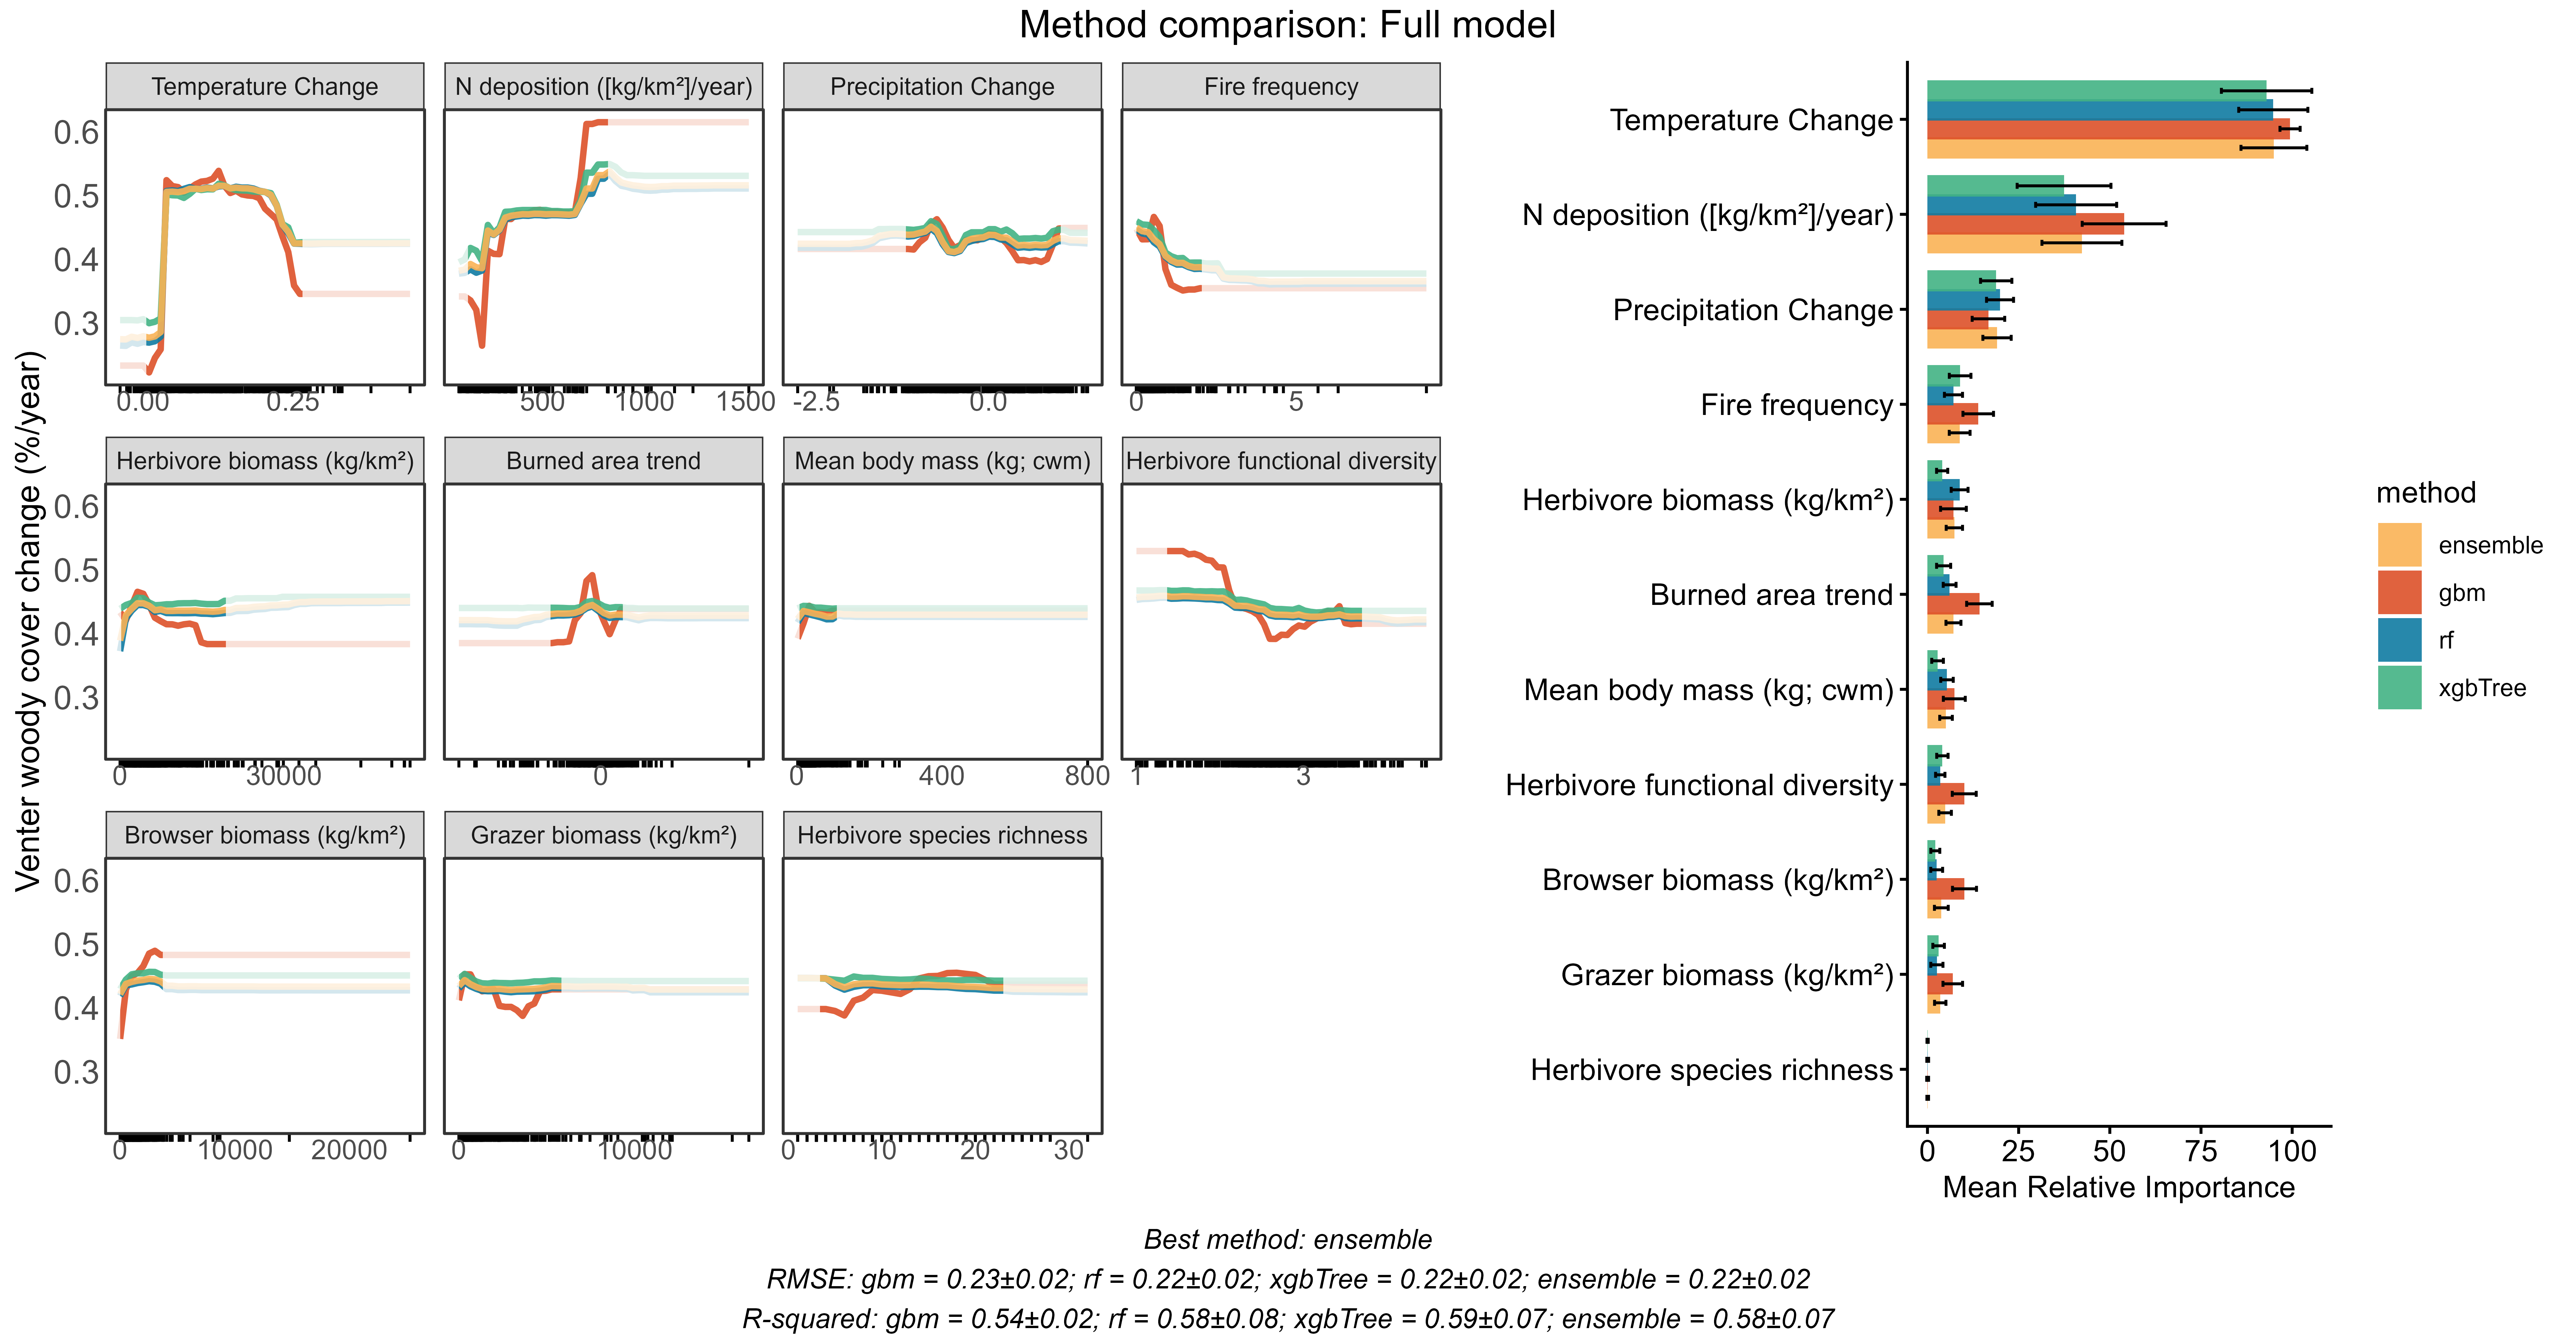 Method comparison: Full model
Venter woody cover change (%/year)
Temperature Change
N deposition ([kg/km²]/year)
Precipitation Change
Fire frequency
0.6
0.5
0.4
0.3
0.00 0.25
500 1000 1500
-2.5 0.0
0 5
Herbivore biomass (kg/km²)
Burned area trend
Mean body mass (kg; cwm)
Herbivore functional diversity
0.6
0.5
0.4
0.3
0 30000
0
0 400 800
1 3
Browser biomass (kg/km²)
Grazer biomass (kg/km²)
Herbivore species richness
0.6
0.5
0.4
0.3
0 10000 20000
0 10000
0 10 20 30
Temperature Change
N deposition ([kg/km²]/year)
Precipitation Change
Fire frequency
Herbivore biomass (kg/km²)
Burned area trend
Mean body mass (kg; cwm)
Herbivore functional diversity
Browser biomass (kg/km²)
Grazer biomass (kg/km²)
Herbivore species richness
0 25 50 75 100
Mean Relative Importance
method
ensemble
gbm
rf
xgbTree
Best method: ensemble
RMSE: gbm = 0.23±0.02; rf = 0.22±0.02; xgbTree = 0.22±0.02; ensemble = 0.22±0.02
R-squared: gbm = 0.54±0.02; rf = 0.58±0.08; xgbTree = 0.59±0.07; ensemble = 0.58±0.07